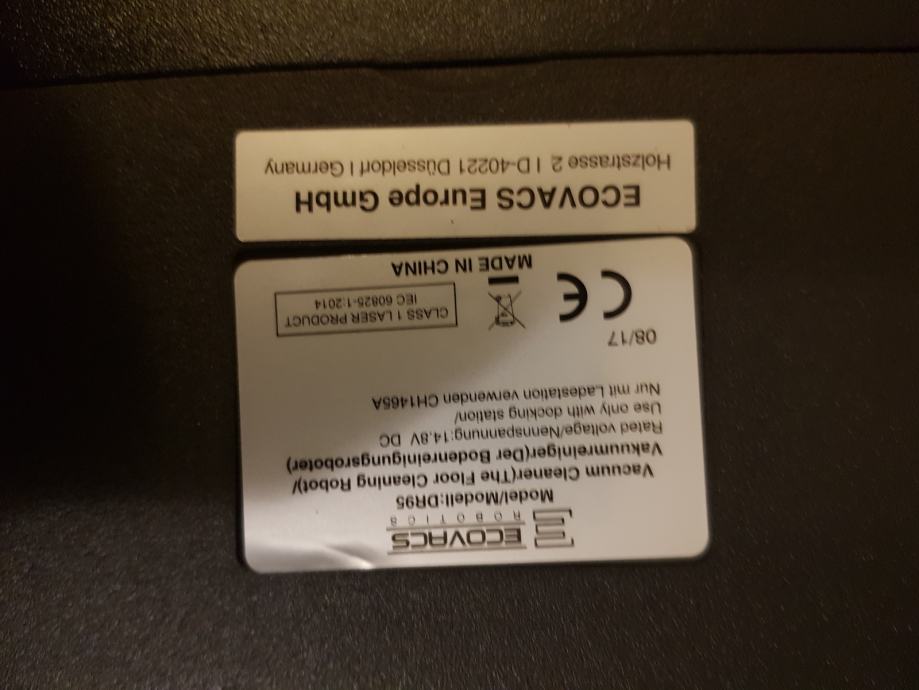 ECOVACS
ROBOTICS
Model/Modell:DR95
Vacuum Cleaner(The Floor Cleaning Robot)/
Vakuumreiniger(Der Bodenreinigungsroboter)
Rated voltage/Nennspannung:14.8V DC
Use only with docking station/
Nur mit Ladestation verwenden CH1465A
08/17
CE
CLASS 1 LASER PRODUCT
IEC 60825-1:2014
MADE IN CHINA
ECOVACS Europe GmbH
Holzstrasse 2 | D-40221 Düsseldorf | Germany